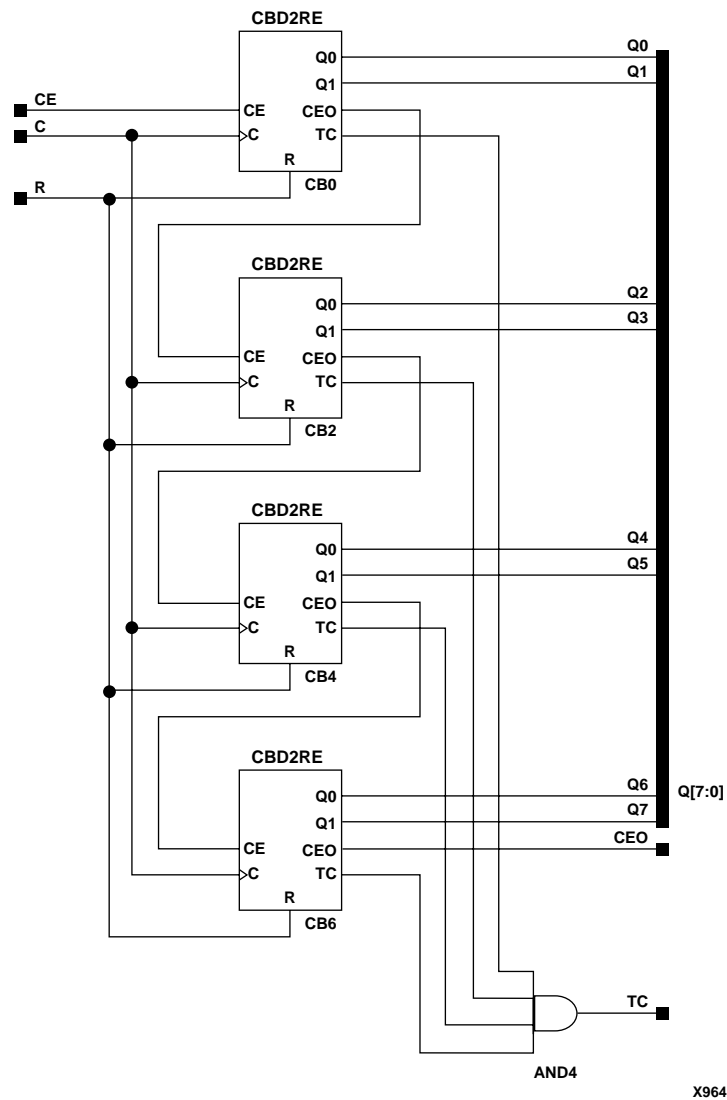 CBD2RE
Q0 Q0
Q1 Q1
CE CE CEO
C C TC
R
R CB0
CBD2RE
Q0 Q2
Q1 Q3
CE CEO
C TC
R
CB2
CBD2RE
Q0 Q4
Q1 Q5
CE CEO
C TC
R
CB4
CBD2RE
Q0 Q6 Q[7:0]
Q1 Q7
CE CEO CEO
C TC
R
CB6
TC
AND4
X964